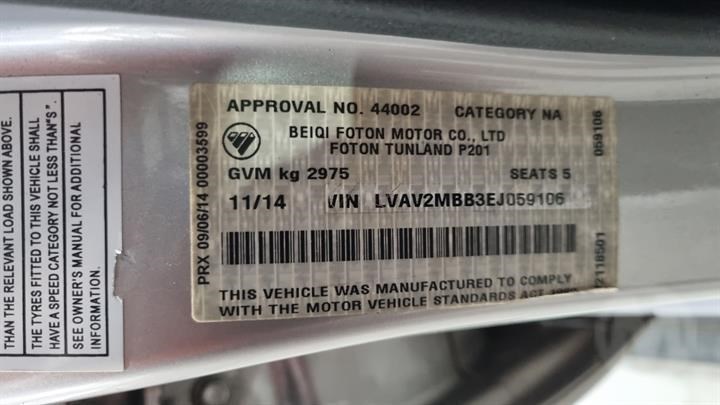 THAN THE RELEVANT LOAD SHOWN ABOVE.
THE TYRES FITTED TO THIS VEHICLE SHALL
HAVE A SPEED CATEGORY NOT LESS THAN"S".
SEE OWNER'S MANUAL FOR ADDITIONAL
INFORMATION.
PRX 09/06/14 00003599
APPROVAL NO. 44002 CATEGORY NA
BEIQI FOTON MOTOR CO., LTD
FOTON TUNLAND P201
GVM kg 2975 SEATS 5
11/14 VIN LVAV2MBB3EJ059106
THIS VEHICLE WAS MANUFACTURED TO COMPLY
WITH THE MOTOR VEHICLE STANDARDS ACT 1989
059106